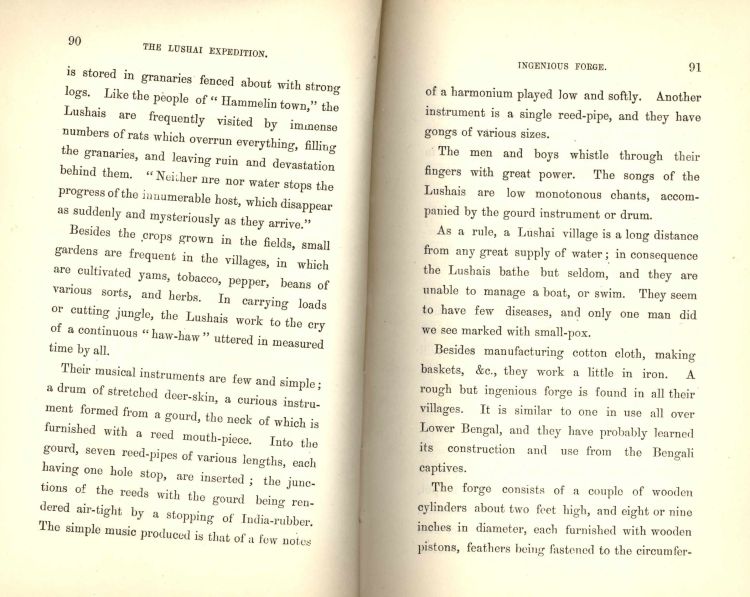 90
THE LUSHAI EXPEDITION.
is stored in granaries fenced about with strong
logs. Like the people of "Hammelin town," the
Lushais are frequently visited by immense
numbers of rats which overrun everything, filling
the granaries, and leaving ruin and devastation
behind them. "Neither fire nor water stops the
progress of the innumerable host, which disappear
as suddenly and mysteriously as they arrive."
Besides the crops grown in the fields, small
gardens are frequent in the villages, in which
are cultivated yams, tobacco, pepper, beans of
various sorts, and herbs. In carrying loads
or cutting jungle, the Lushais work to the cry
of a continuous "haw-haw" uttered in measured
time by all.
Their musical instruments are few and simple;
a drum of stretched deer-skin, a curious instru-
ment formed from a gourd, the neck of which is
furnished with a reed mouth-piece. Into the
gourd, seven reed-pipes of various lengths, each
having one hole stop, are inserted; the junc-
tions of the reeds with the gourd being ren-
dered air-tight by a stopping of India-rubber.
The simple music produced is that of a few notes
INGENIOUS FORGE.
91
of a harmonium played low and softly. Another
instrument is a single reed-pipe, and they have
gongs of various sizes.
The men and boys whistle through their
fingers with great power. The songs of the
Lushais are low monotonous chants, accom-
panied by the gourd instrument or drum.
As a rule, a Lushai village is a long distance
from any great supply of water; in consequence
the Lushais bathe but seldom, and they are
unable to manage a boat, or swim. They seem
to have few diseases, and only one man did
we see marked with small-pox.
Besides manufacturing cotton cloth, making
baskets, &c., they work a little in iron. A
rough but ingenious forge is found in all their
villages. It is similar to one in use all over
Lower Bengal, and they have probably learned
its construction and use from the Bengali
captives.
The forge consists of a couple of wooden
cylinders about two feet high, and eight or nine
inches in diameter, each furnished with wooden
pistons, feathers being fastened to the circumfer-